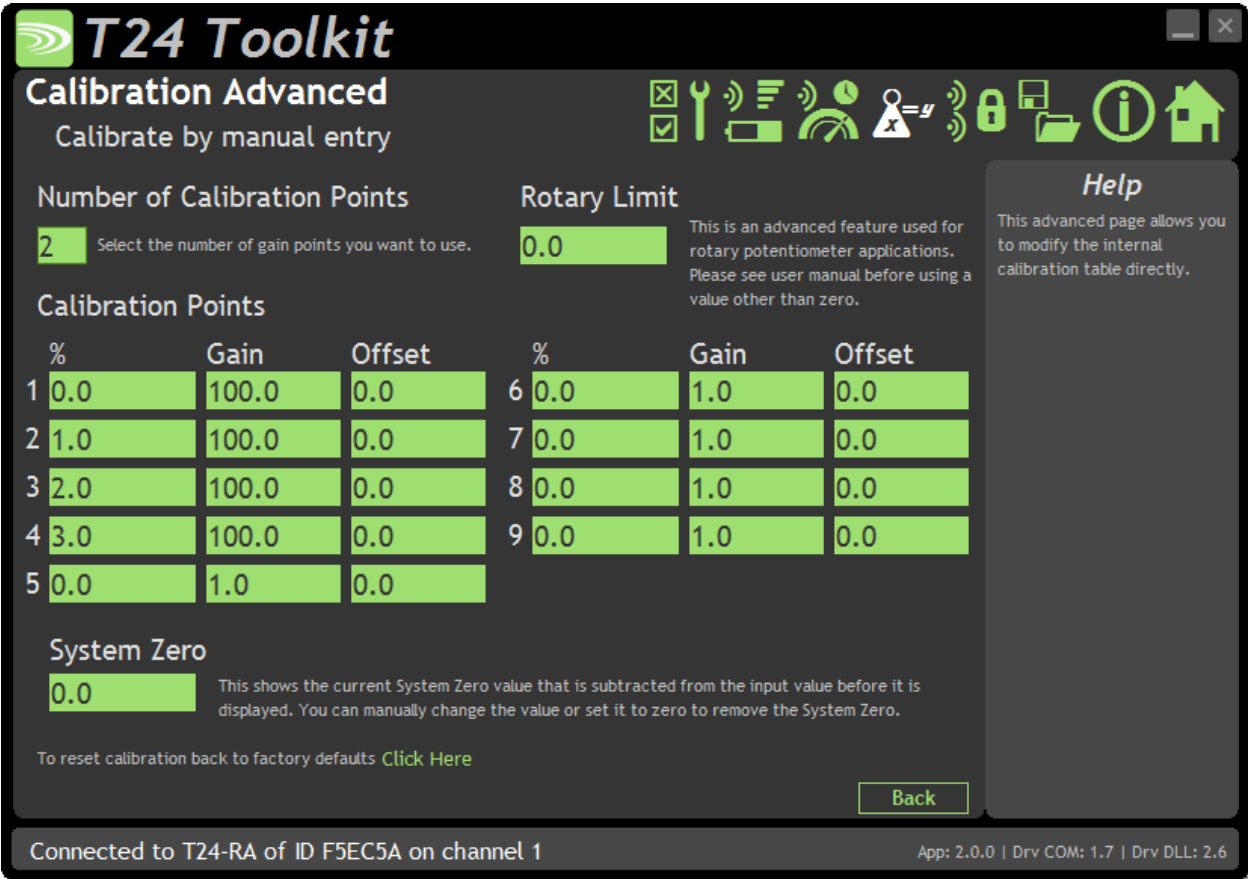 T24 Toolkit
Calibration Advanced
Calibrate by manual entry
x=y
Number of Calibration Points
2 Select the number of gain points you want to use.
Rotary Limit
0.0
This is an advanced feature used for
rotary potentiometer applications.
Please see user manual before using a
value other than zero.
Calibration Points
% Gain Offset % Gain Offset
1 0.0 100.0 0.0 6 0.0 1.0 0.0
2 1.0 100.0 0.0 7 0.0 1.0 0.0
3 2.0 100.0 0.0 8 0.0 1.0 0.0
4 3.0 100.0 0.0 9 0.0 1.0 0.0
5 0.0 1.0 0.0
System Zero
0.0
This shows the current System Zero value that is subtracted from the input value before it is
displayed. You can manually change the value or set it to zero to remove the System Zero.
To reset calibration back to factory defaults Click Here
Back
Help
This advanced page allows you
to modify the internal
calibration table directly.
Connected to T24-RA of ID F5EC5A on channel 1
App: 2.0.0 | Drv COM: 1.7 | Drv DLL: 2.6